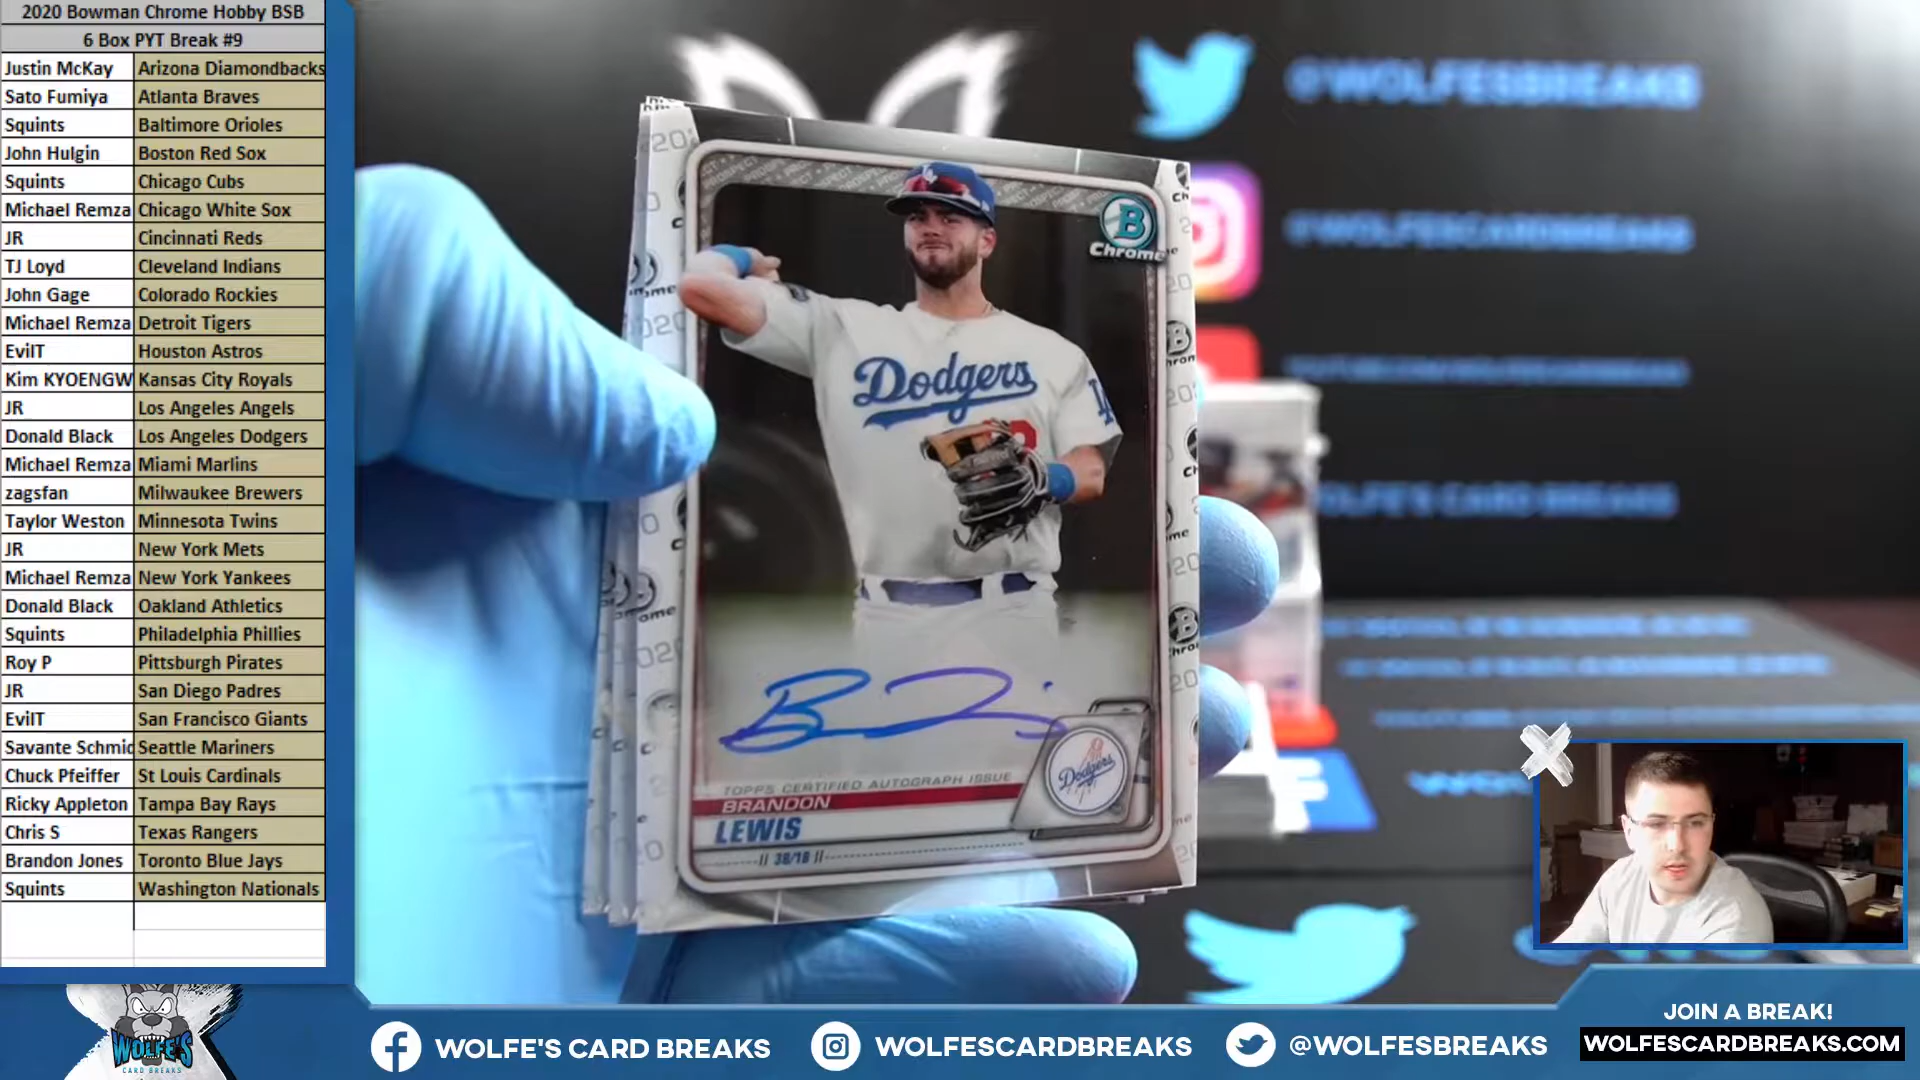 2020 Bowman Chrome Hobby BSB
6 Box PYT Break #9
Justin McKay Arizona Diamondbacks
Sato Fumiya Atlanta Braves
Squints Baltimore Orioles
John Hulgin Boston Red Sox
Squints Chicago Cubs
Michael Remza Chicago White Sox
JR Cincinnati Reds
TJ Loyd Cleveland Indians
John Gage Colorado Rockies
Michael Remza Detroit Tigers
EvilT Houston Astros
Kim KYOENGW Kansas City Royals
JR Los Angeles Angels
Donald Black Los Angeles Dodgers
Michael Remza Miami Marlins
zagsfan Milwaukee Brewers
Taylor Weston Minnesota Twins
JR New York Mets
Michael Remza New York Yankees
Donald Black Oakland Athletics
Squints Philadelphia Phillies
Roy P Pittsburgh Pirates
JR San Diego Padres
EvilT San Francisco Giants
Savante Schmid Seattle Mariners
Chuck Pfeiffer St Louis Cardinals
Ricky Appleton Tampa Bay Rays
Chris S Texas Rangers
Brandon Jones Toronto Blue Jays
Squints Washington Nationals
@WOLFESBREAKS
@WOLFESCARDBREAKS
WOLFE'S CARD BREAKS
B
Chrome
Dodgers
TOPPS CERTIFIED AUTOGRAPH ISSUE
BRANDON
LEWIS
Dodgers
WOLFE'S
CARD BREAKS
WOLFE'S CARD BREAKS
WOLFESCARDBREAKS
@WOLFESBREAKS
JOIN A BREAK!
WOLFESCARDBREAKS.COM